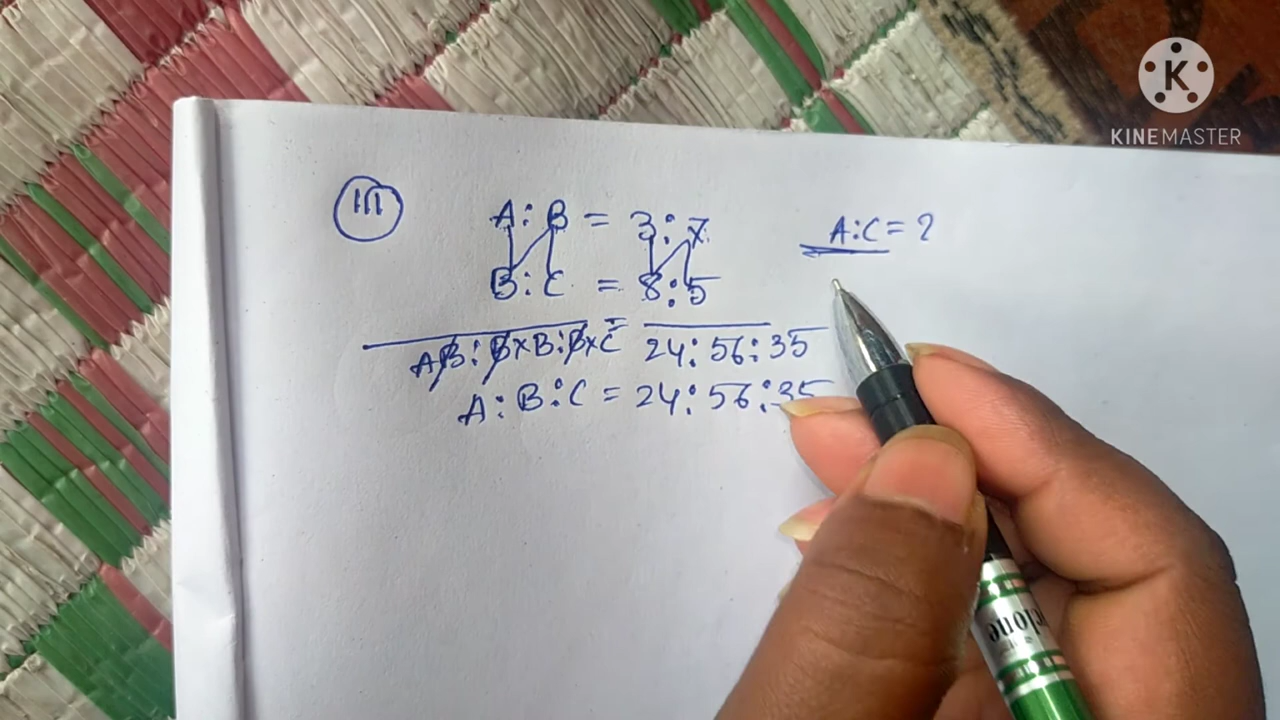 K
KINEMASTER
III
A:B = 3:7
A:C = ?
B:C = 8:5
AB:B×B:B×C = 24:56:35
A:B:C = 24:56:35